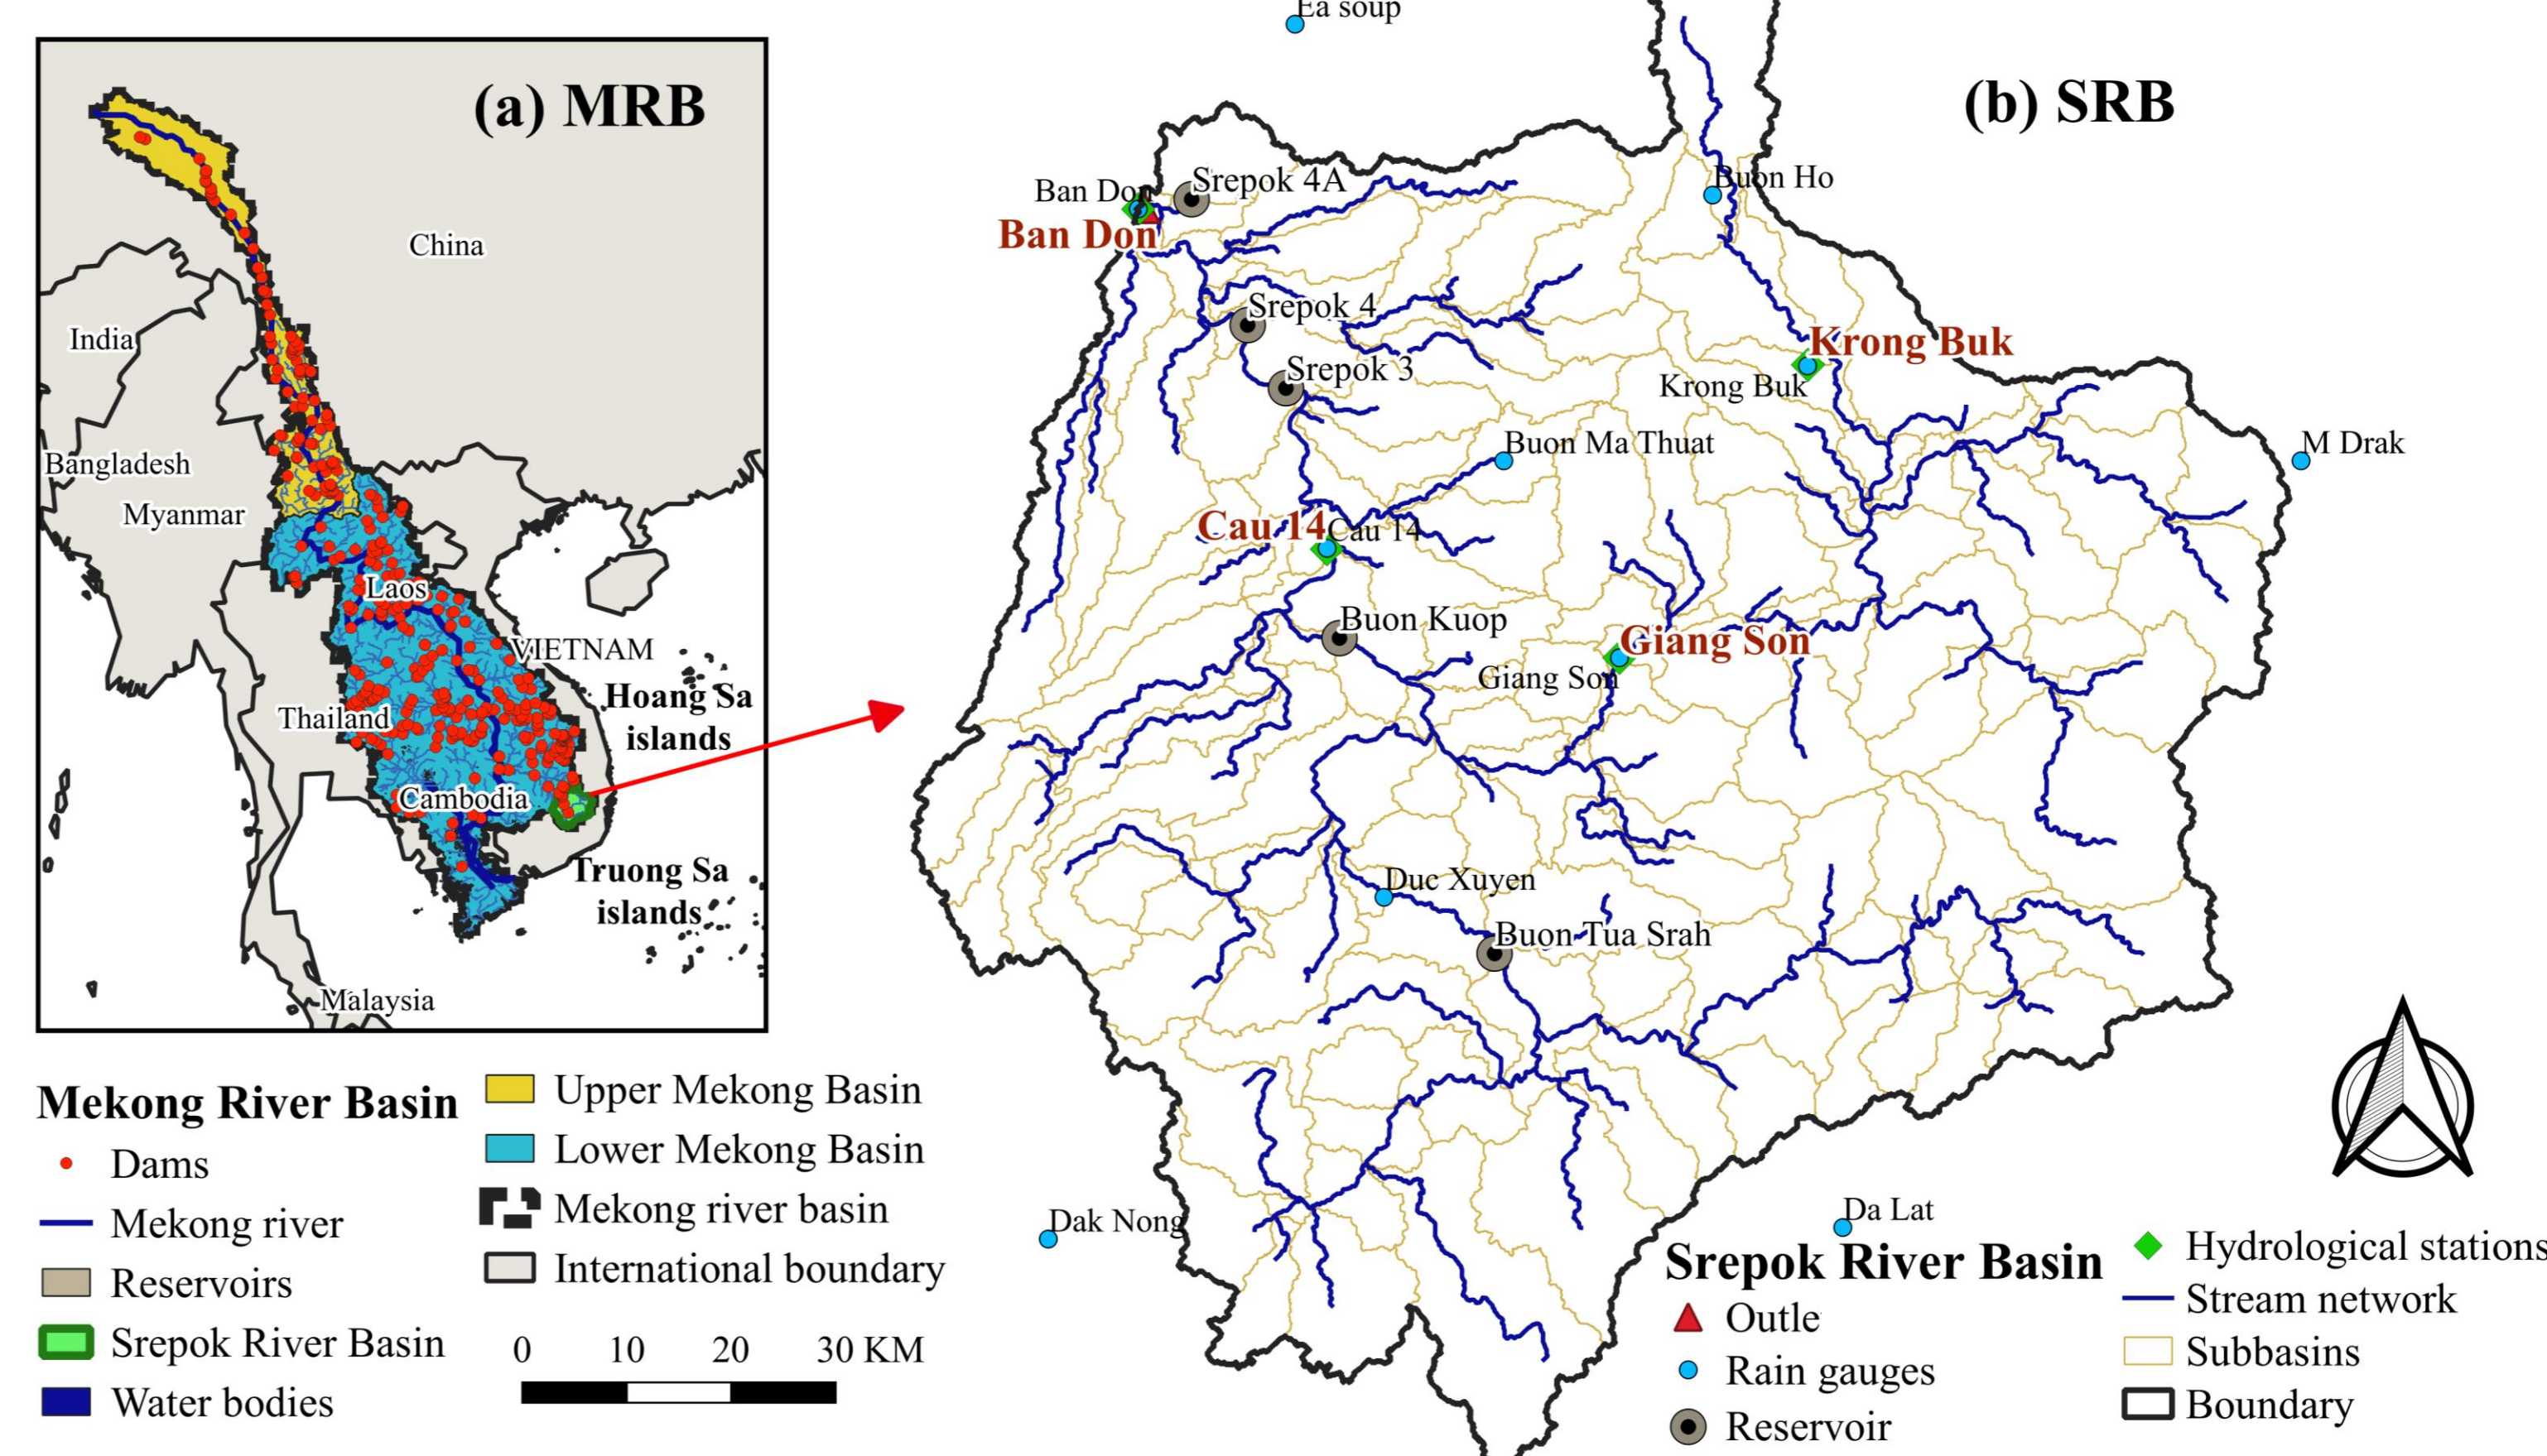 (a) MRB
China
India
Bangladesh
Myanmar
Laos
VIETNAM
Hoang Sa
islands
Thailand
Cambodia
Truong Sa
islands
Malaysia
Mekong River Basin
Dams
Mekong river
Reservoirs
Srepok River Basin
Water bodies
Upper Mekong Basin
Lower Mekong Basin
Mekong river basin
International boundary
0 10 20 30 KM
(b) SRB
Ea soup
Ban Don
Srepok 4A
Ban Don
Buon Ho
Srepok 4
Krong Buk
Srepok 3
Krong Buk
Buon Ma Thuat
M Drak
Cau 14
Cau 14
Buon Kuop
Giang Son
Giang Son
Duc Xuyen
Buon Tua Srah
Dak Nong
Da Lat
Srepok River Basin
Outle
Rain gauges
Reservoir
Hydrological stations
Stream network
Subbasins
Boundary